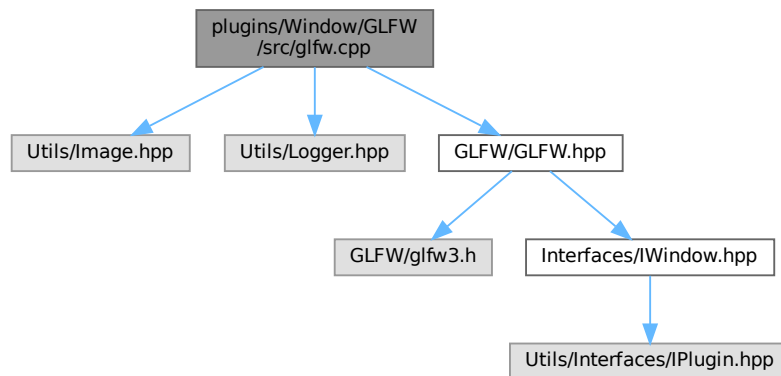 plugins/Window/GLFW
/src/glfw.cpp
Utils/Image.hpp
Utils/Logger.hpp
GLFW/GLFW.hpp
GLFW/glfw3.h
Interfaces/IWindow.hpp
Utils/Interfaces/IPlugin.hpp